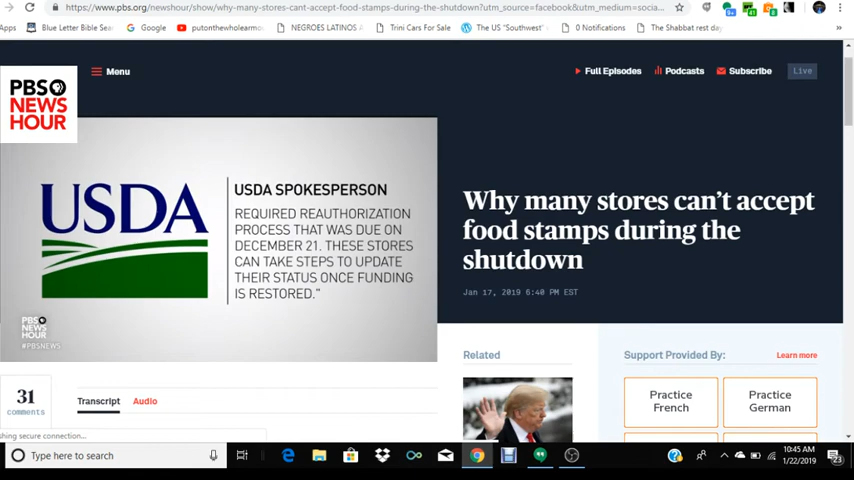 https://www.pbs.org/newshour/show/why-many-stores-cant-accept-food-stamps-during-the-shutdown?utm_source=facebook&utm_medium=socia...
Apps
Blue Letter Bible Sear
Google
putonthewholearmo
NEGROES LATINOS A
Trini Cars For Sale
The US "Southwest"
0 Notifications
The Shabbat rest day
Menu
Full Episodes
Podcasts
Subscribe
Live
PBS
NEWS
HOUR
USDA
USDA SPOKESPERSON
REQUIRED REAUTHORIZATION
PROCESS THAT WAS DUE ON
DECEMBER 21. THESE STORES
CAN TAKE STEPS TO UPDATE
THEIR STATUS ONCE FUNDING
IS RESTORED."
PBS
NEWS
HOUR
#PBSNEWS
Why many stores can't accept
food stamps during the
shutdown
Jan 17, 2019 6:40 PM EST
31
comments
Transcript
Audio
Related
Support Provided By:
Learn more
Practice
French
Practice
German
shing secure connection...
Type here to search
10:45 AM
1/22/2019
23